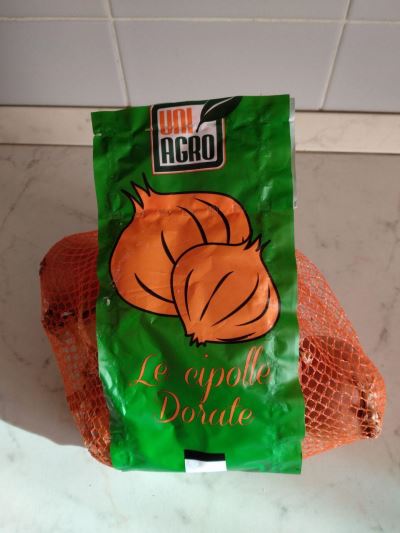 UNI
AGRO
Le cipolle
Dorate